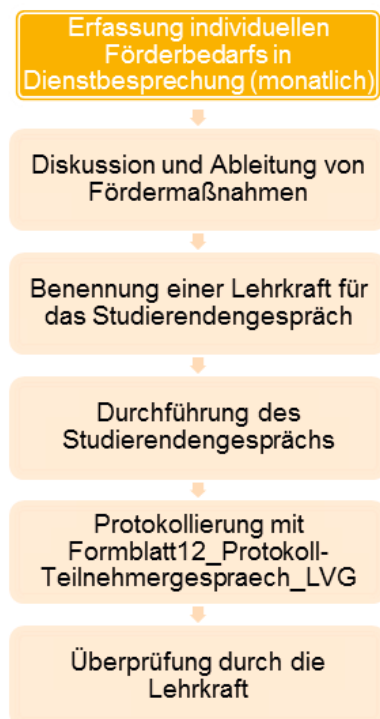 Erfassung individuellen
Förderbedarfs in
Dienstbesprechung (monatlich)
Diskussion und Ableitung von
Fördermaßnahmen
Benennung einer Lehrkraft für
das Studierendengespräch
Durchführung des
Studierendengesprächs
Protokollierung mit
Formblatt12_Protokoll-
Teilnehmergespraech_LVG
Überprüfung durch die
Lehrkraft